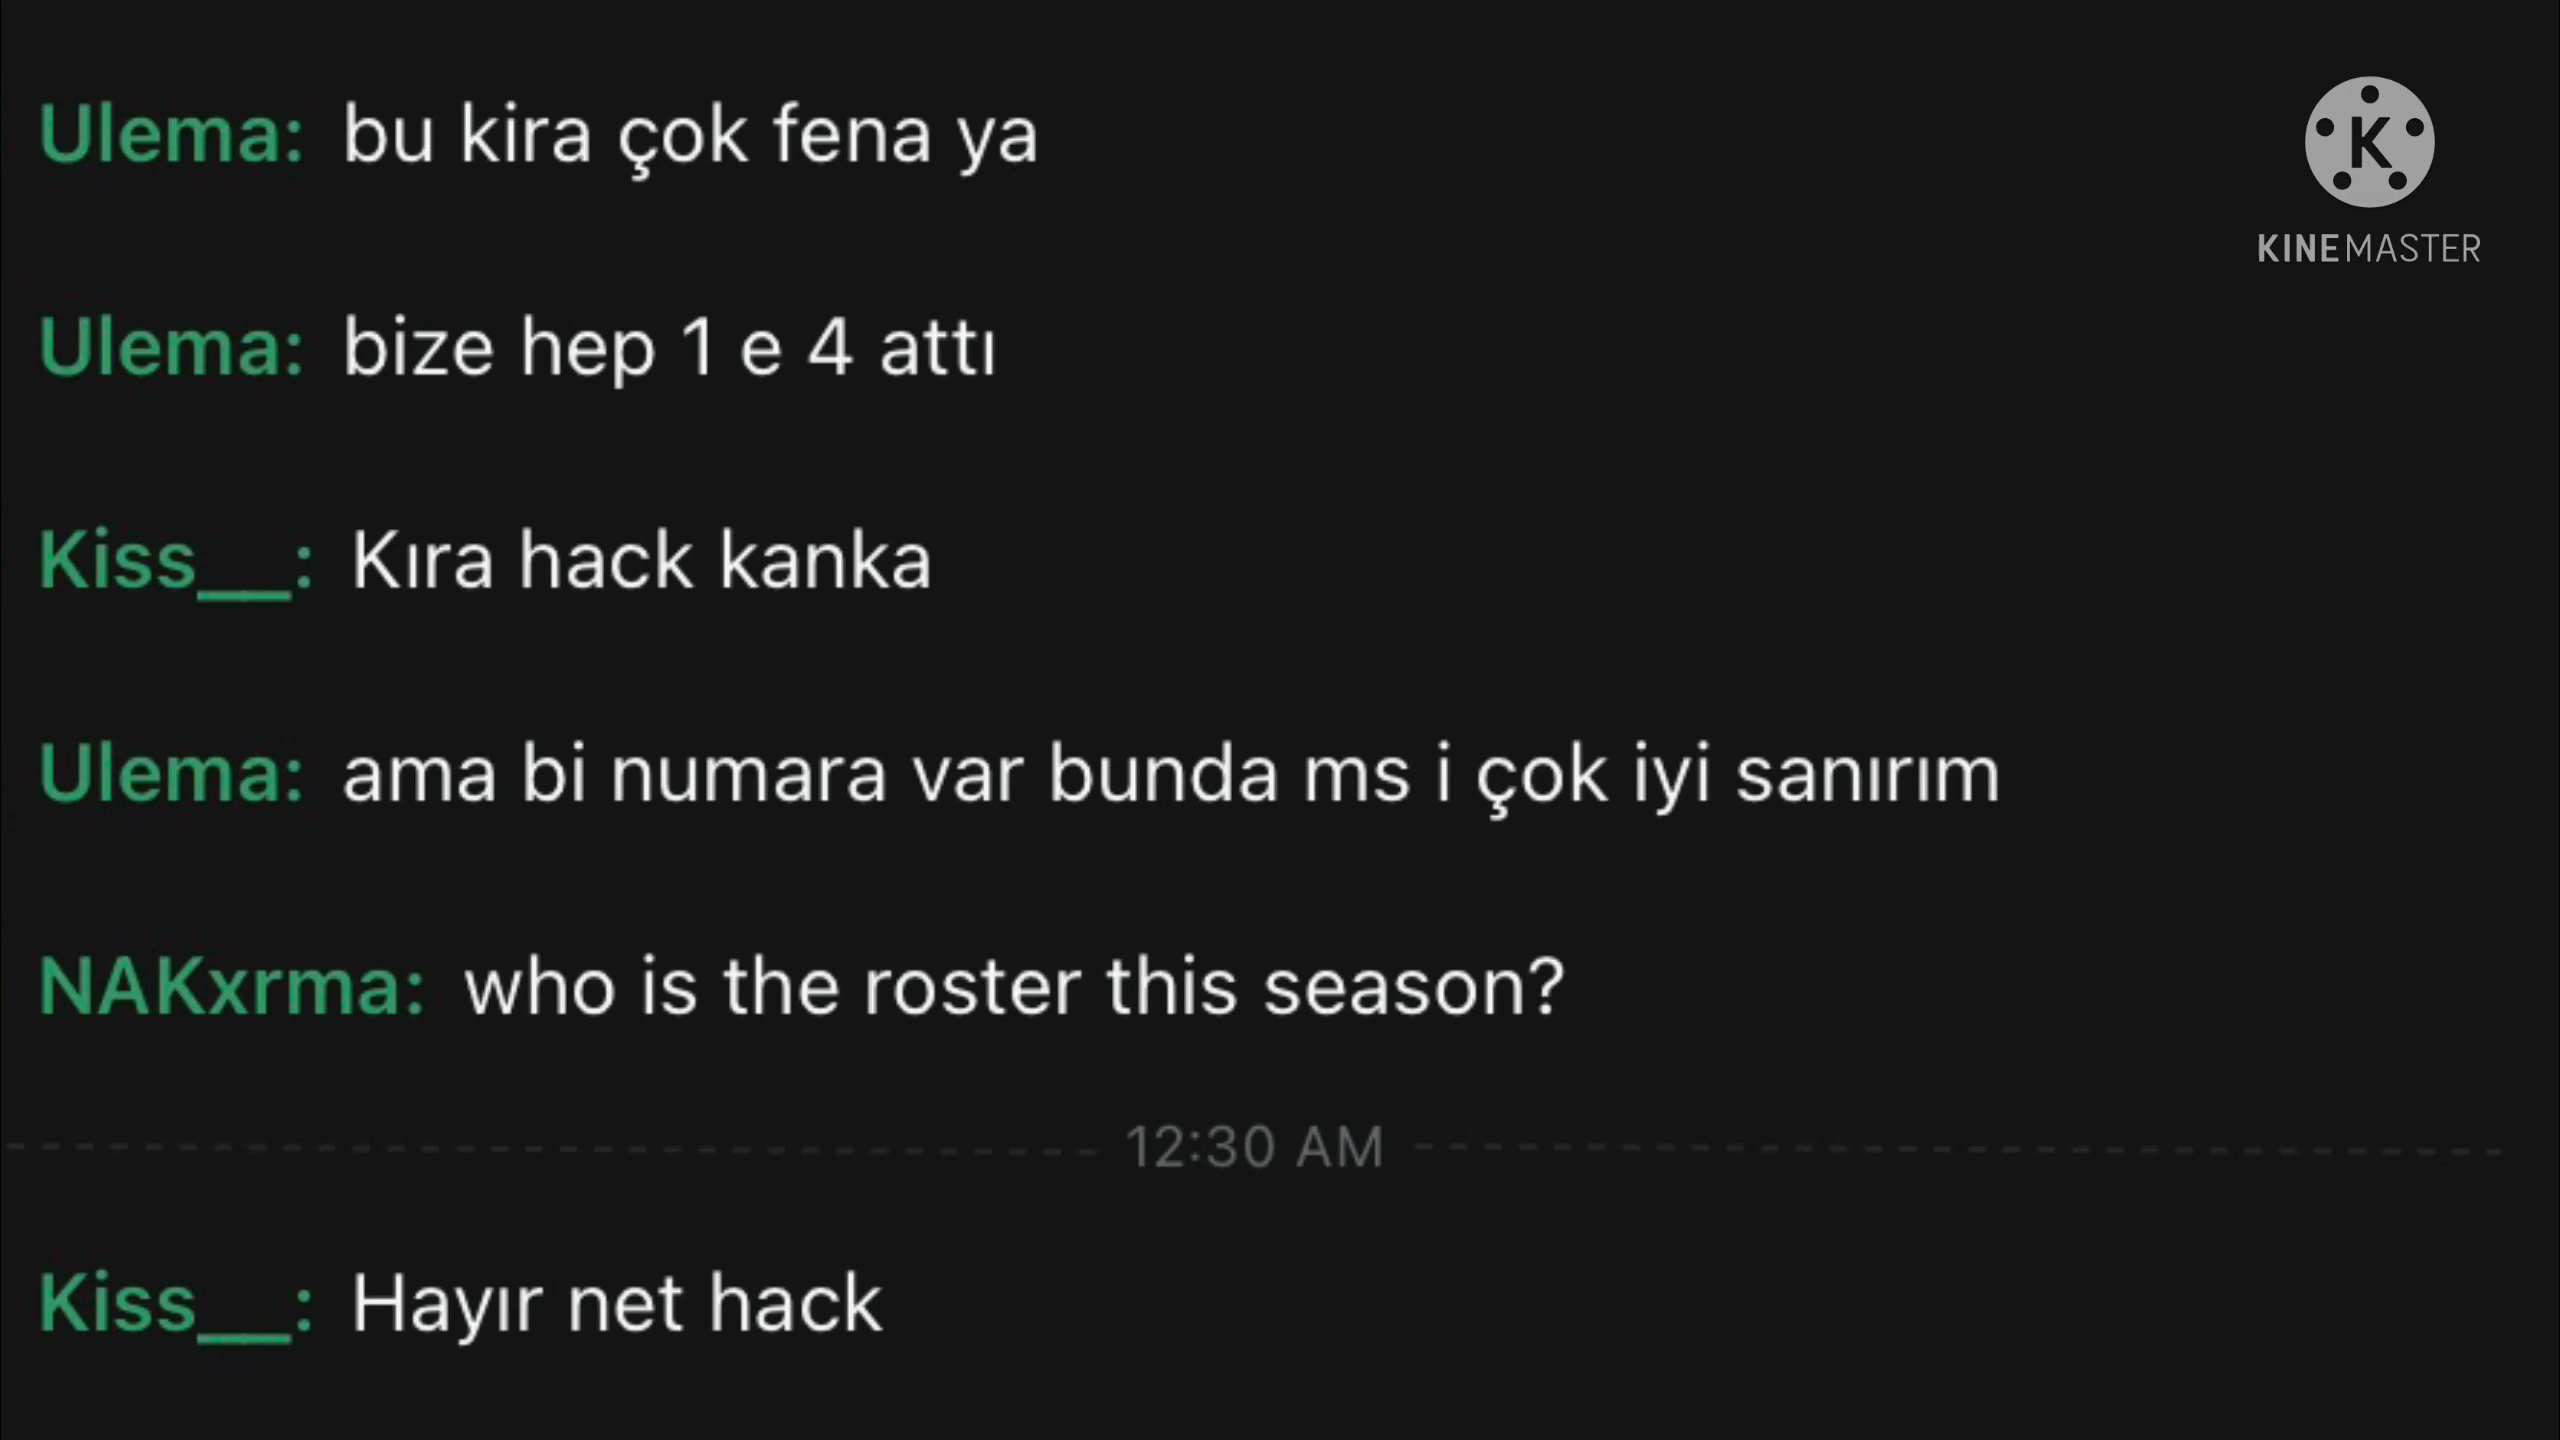 Ulema: bu kira çok fena ya
KINEMASTER
Ulema: bize hep 1 e 4 attı
Kiss__: Kıra hack kanka
Ulema: ama bi numara var bunda ms i çok iyi sanırım
NAKxrma: who is the roster this season?
12:30 AM
Kiss__: Hayır net hack